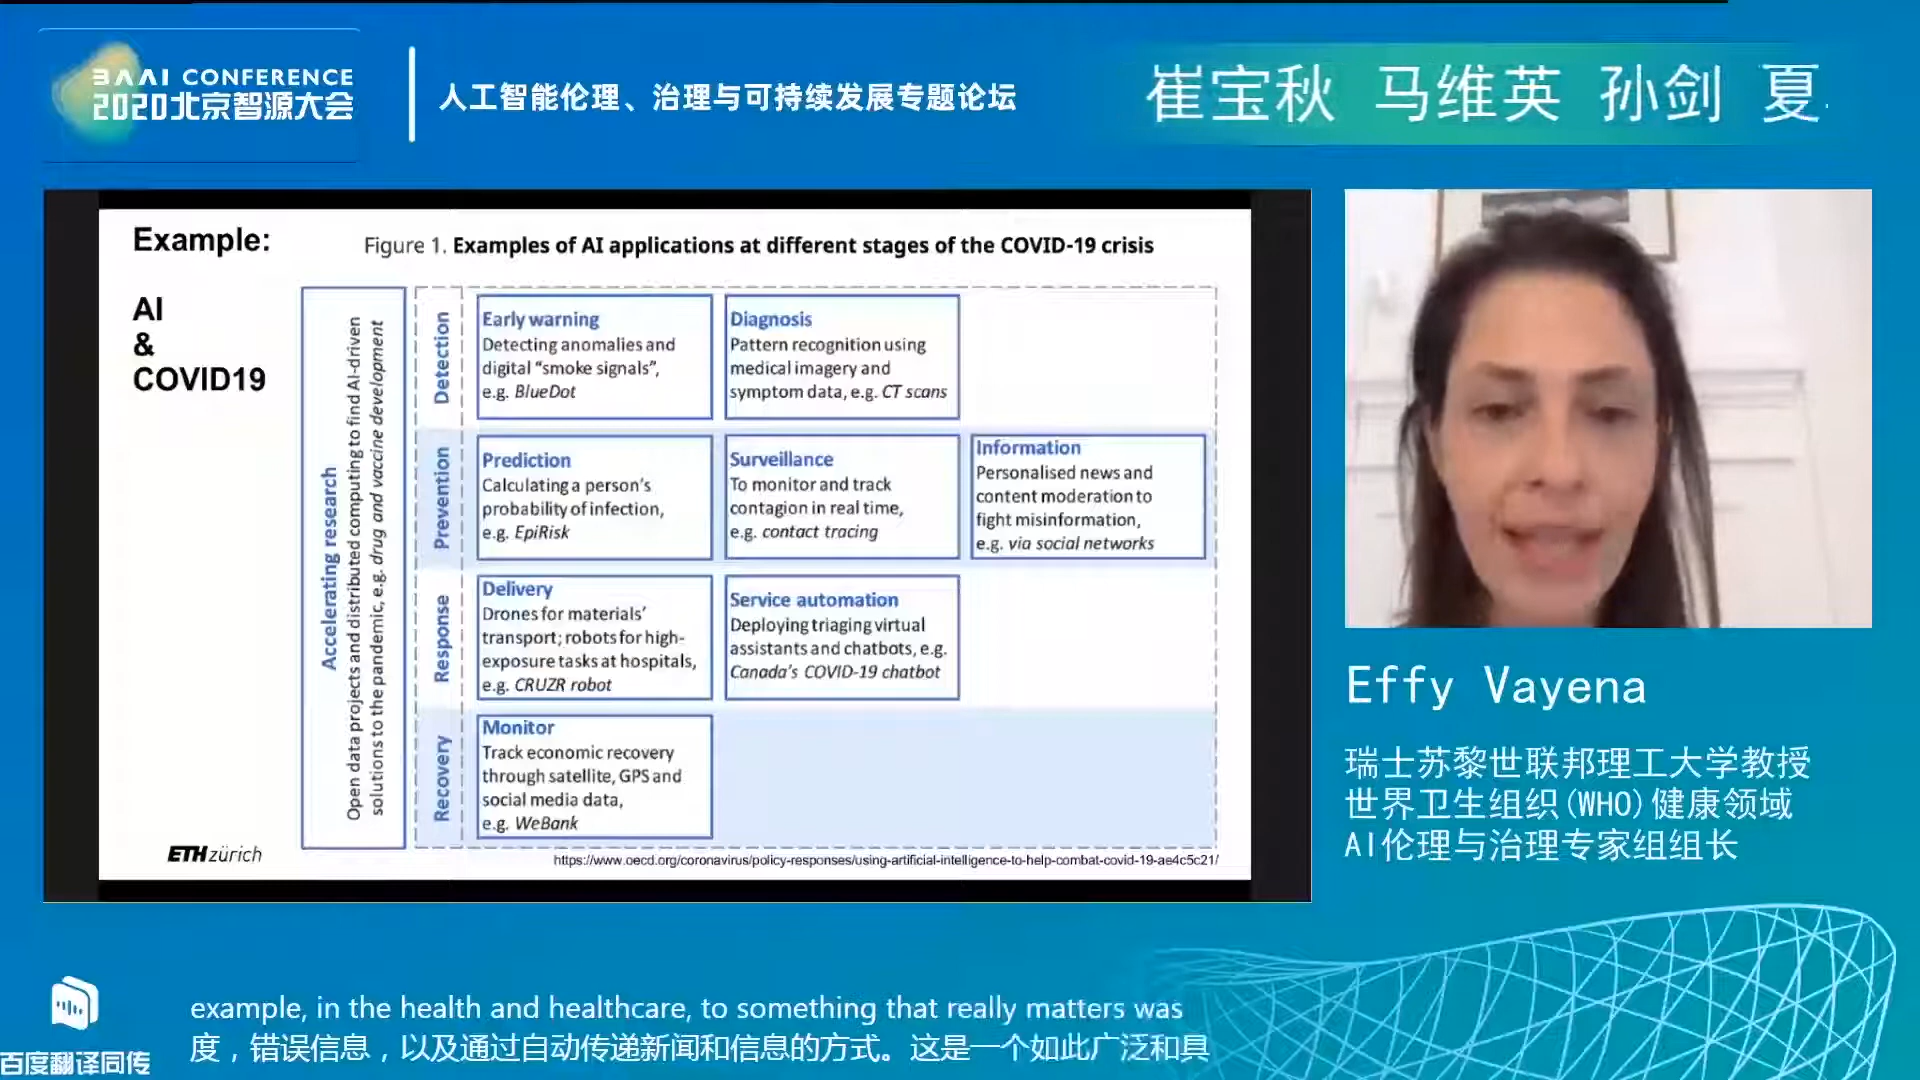 BAAI CONFERENCE
2020北京智源大会
人工智能伦理、治理与可持续发展专题论坛
崔宝秋 马维英 孙剑 夏
Example:
AI
&
COVID19
Figure 1. Examples of AI applications at different stages of the COVID-19 crisis
Accelerating research
Open data projects and distributed computing to find AI-driven
solutions to the pandemic, e.g. drug and vaccine development
Detection
Early warning
Detecting anomalies and
digital “smoke signals”,
e.g. BlueDot
Diagnosis
Pattern recognition using
medical imagery and
symptom data, e.g. CT scans
Prevention
Prediction
Calculating a person’s
probability of infection,
e.g. EpiRisk
Surveillance
To monitor and track
contagion in real time,
e.g. contact tracing
Information
Personalised news and
content moderation to
fight misinformation,
e.g. via social networks
Response
Delivery
Drones for materials’
transport; robots for high-
exposure tasks at hospitals,
e.g. CRUZR robot
Service automation
Deploying triaging virtual
assistants and chatbots, e.g.
Canada’s COVID-19 chatbot
Recovery
Monitor
Track economic recovery
through satellite, GPS and
social media data,
e.g. WeBank
ETH zürich
https://www.oecd.org/coronavirus/policy-responses/using-artificial-intelligence-to-help-combat-covid-19-ae4c5c21/
Effy Vayena
瑞士苏黎世联邦理工大学教授
世界卫生组织(WHO)健康领域
AI伦理与治理专家组组长
example, in the health and healthcare, to something that really matters was
度，错误信息，以及通过自动传递新闻和信息的方式。这是一个如此广泛和具
百度翻译同传